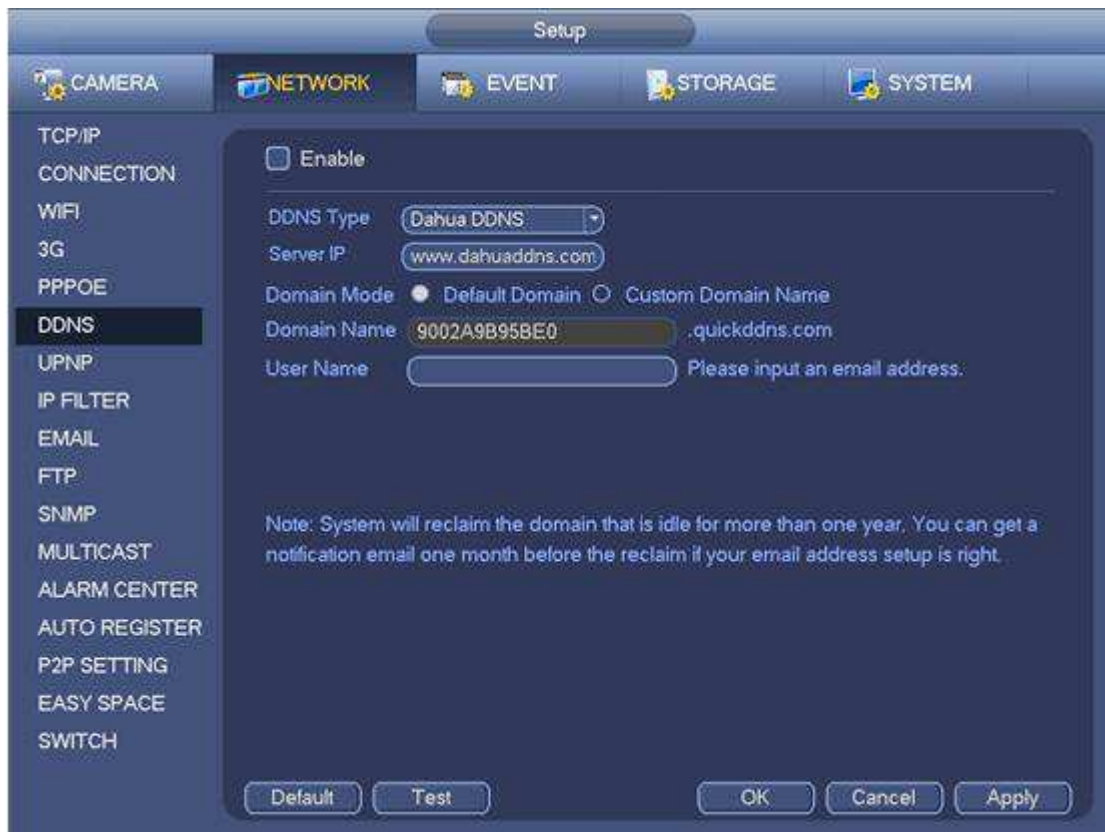 Setup
CAMERA NETWORK EVENT STORAGE SYSTEM
TCP/IP
CONNECTION
WIFI
3G
PPPOE
DDNS
UPNP
IP FILTER
EMAIL
FTP
SNMP
MULTICAST
ALARM CENTER
AUTO REGISTER
P2P SETTING
EASY SPACE
SWITCH
Enable
DDNS Type Dahua DDNS
Server IP www.dahuaddns.com
Domain Mode Default Domain Custom Domain Name
Domain Name 9002A9B95BE0 .quickddns.com
User Name Please input an email address.
Note: System will reclaim the domain that is idle for more than one year. You can get a
notification email one month before the reclaim if your email address setup is right.
Default Test OK Cancel Apply